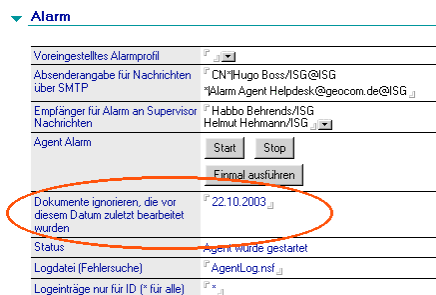 Alarm
Voreingestelltes Alarmprofil
Absenderangabe für Nachrichten
über SMTP
CN*|Hugo Boss/ISG@ISG
*|Alarm Agent Helpdesk@geocom.de@ISG
Empfänger für Alarm an Supervisor
Nachrichten
Habbo Behrends/ISG
Helmut Hehmann/ISG
Agent Alarm
Start
Stop
Einmal ausführen
Dokumente ignorieren, die vor
diesem Datum zuletzt bearbeitet
wurden
22.10.2003
Status
Agent wurde gestartet
Logdatei (Fehlersuche)
AgentLog.nsf
Logeinträge nur für ID (* für alle)
*